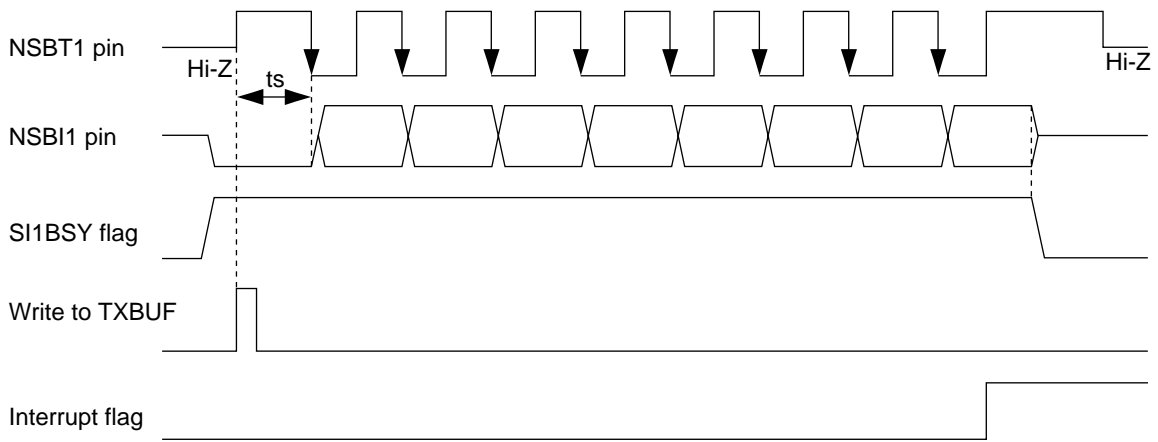 NSBT1 pin
Hi-Z
Hi-Z
ts
NSBI1 pin
SI1BSY flag
Write to TXBUF
Interrupt flag